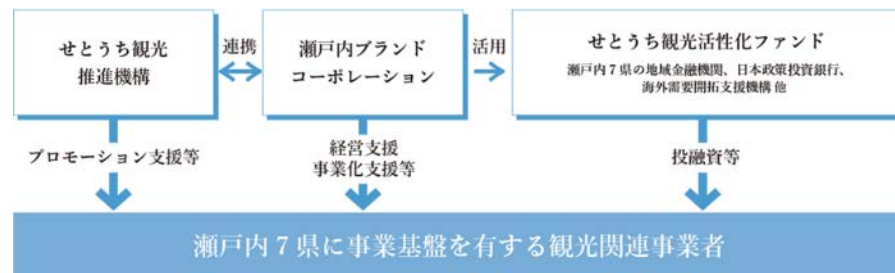 せとうち観光
推進機構
連携
瀬戸内ブランド
コーポレーション
活用
せとうち観光活性化ファンド
瀬戸内7県の地域金融機関、日本政策投資銀行、
海外需要開拓支援機構 他
プロモーション支援等
経営支援
事業化支援等
投融資等
瀬戸内7県に事業基盤を有する観光関連事業者